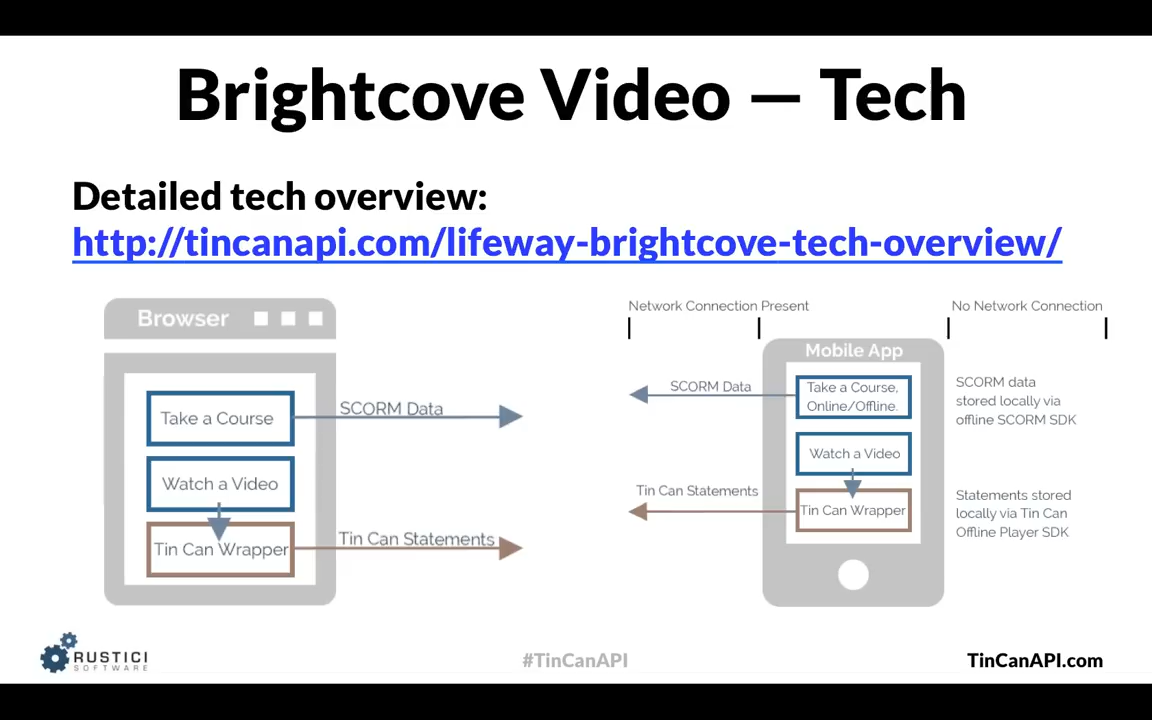 Brightcove Video — Tech
Detailed tech overview:
http://tincanapi.com/lifeway-brightcove-tech-overview/
Browser
Take a Course
SCORM Data
Watch a Video
Tin Can Wrapper
Tin Can Statements
Network Connection Present
No Network Connection
Mobile App
SCORM Data
Take a Course,
Online/Offline.
SCORM data
stored locally via
offline SCORM SDK
Watch a Video
Tin Can Statements
Tin Can Wrapper
Statements stored
locally via Tin Can
Offline Player SDK
RUSTICI
SOFTWARE
#TinCanAPI
TinCanAPI.com